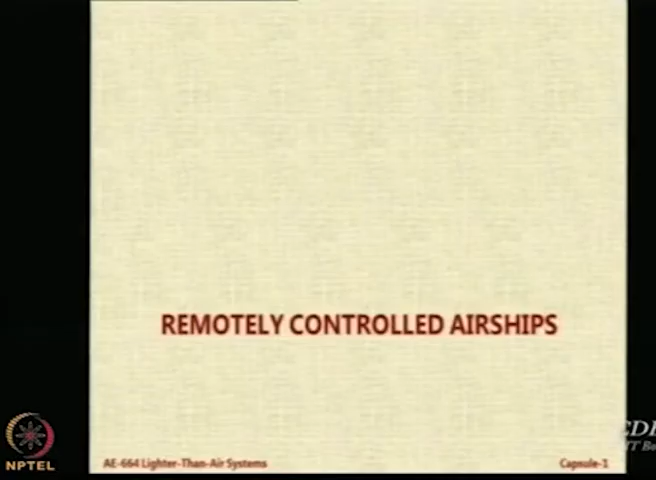 REMOTELY CONTROLLED AIRSHIPS
NPTEL
AE-664 Lighter-Than-Air Systems
Capsule-1